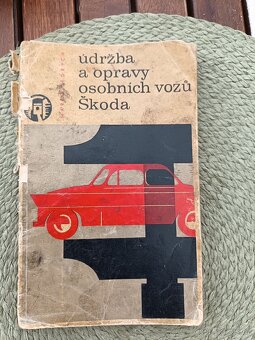 údržba
a opravy
osobních vozů
Škoda